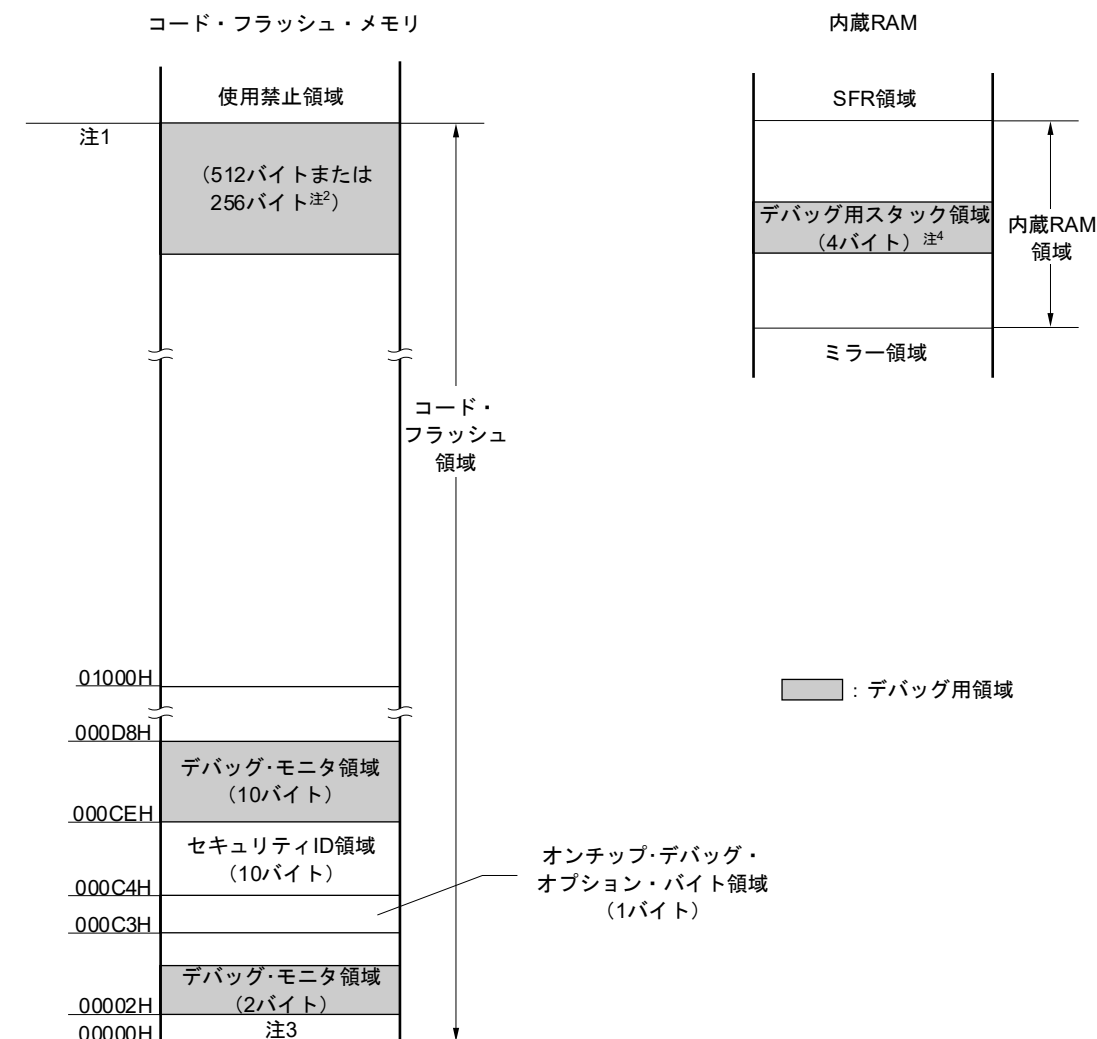 コード・フラッシュ・メモリ
使用禁止領域
注1
（512バイトまたは
256バイト注2）
コード・
フラッシュ
領域
01000H
000D8H
デバッグ・モニタ領域
（10バイト）
000CEH
セキュリティID領域
（10バイト）
000C4H
000C3H
オンチップ・デバッグ・
オプション・バイト領域
（1バイト）
デバッグ・モニタ領域
（2バイト）
00002H
注3
00000H
内蔵RAM
SFR領域
デバッグ用スタック領域
（4バイト）注4
内蔵RAM
領域
ミラー領域
：デバッグ用領域